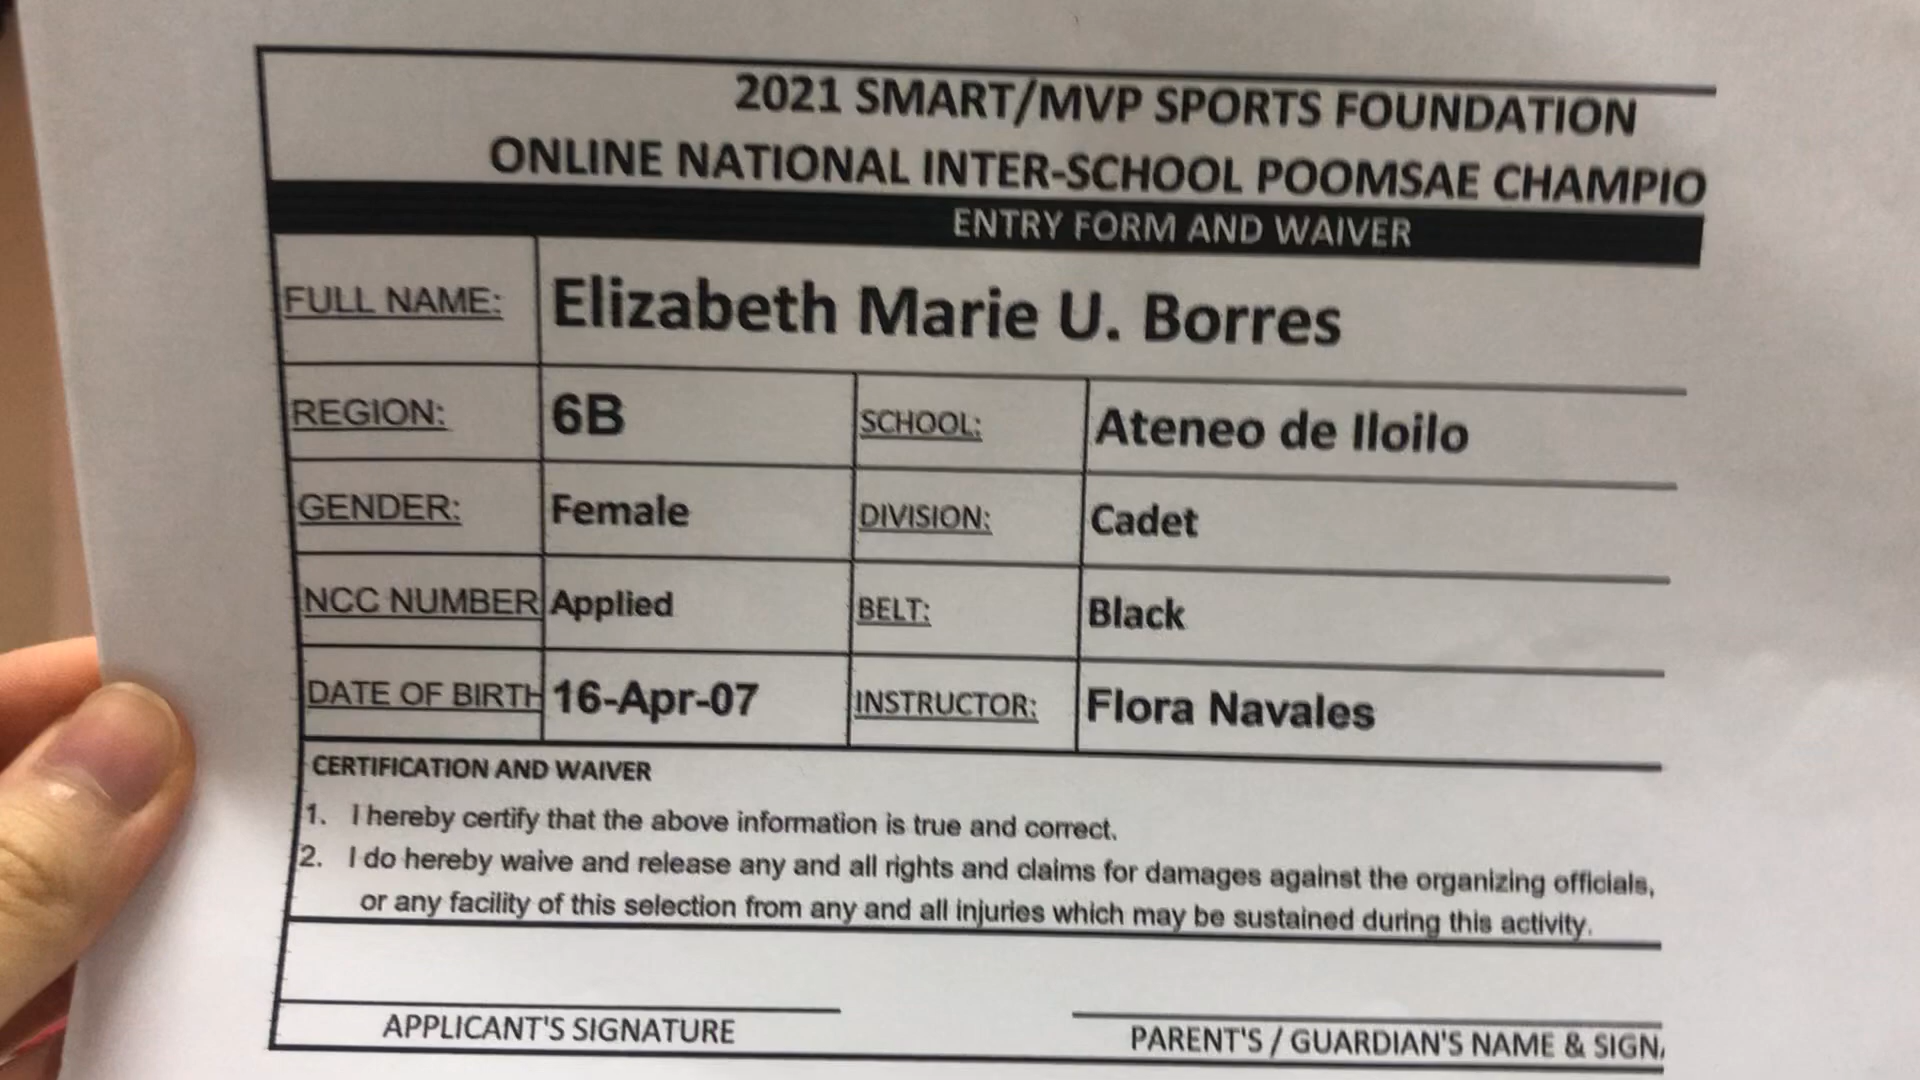 2021 SMART/MVP SPORTS FOUNDATION
ONLINE NATIONAL INTER-SCHOOL POOMSAE CHAMPIO
ENTRY FORM AND WAIVER
FULL NAME: Elizabeth Marie U. Borres
REGION: 6B SCHOOL: Ateneo de Iloilo
GENDER: Female DIVISION: Cadet
NCC NUMBER Applied BELT: Black
DATE OF BIRTH 16-Apr-07 INSTRUCTOR: Flora Navales
CERTIFICATION AND WAIVER
1. I hereby certify that the above information is true and correct.
2. I do hereby waive and release any and all rights and claims for damages against the organizing officials,
or any facility of this selection from any and all injuries which may be sustained during this activity.
APPLICANT'S SIGNATURE PARENT'S / GUARDIAN'S NAME & SIGN